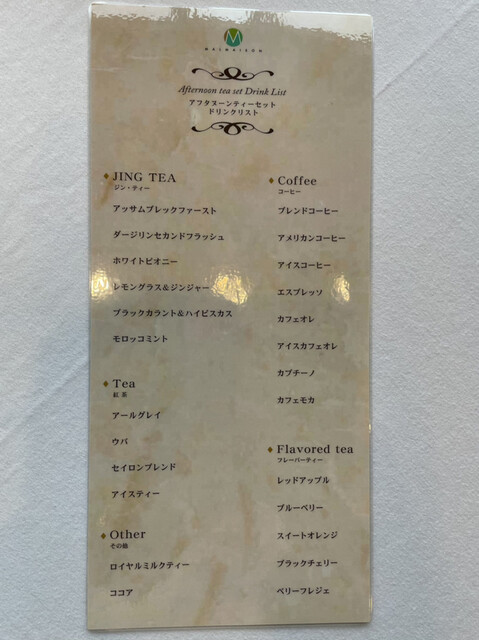 MAIMAISON
Afternoon tea set Drink List
アフタヌーンティーセット
ドリンクリスト
JING TEA
ジン・ティー
アッサムブレックファースト
ダージリンセカンドフラッシュ
ホワイトピオニー
レモングラス&ジンジャー
ブラックカラント&ハイビスカス
モロッコミント
Tea
紅茶
アールグレイ
ウバ
セイロンブレンド
アイスティー
Other
その他
ロイヤルミルクティー
ココア
Coffee
コーヒー
ブレンドコーヒー
アメリカンコーヒー
アイスコーヒー
エスプレッソ
カフェオレ
アイスカフェオレ
カプチーノ
カフェモカ
Flavored tea
フレーバーティー
レッドアップル
ブルーベリー
スイートオレンジ
ブラックチェリー
ベリーフレジェ